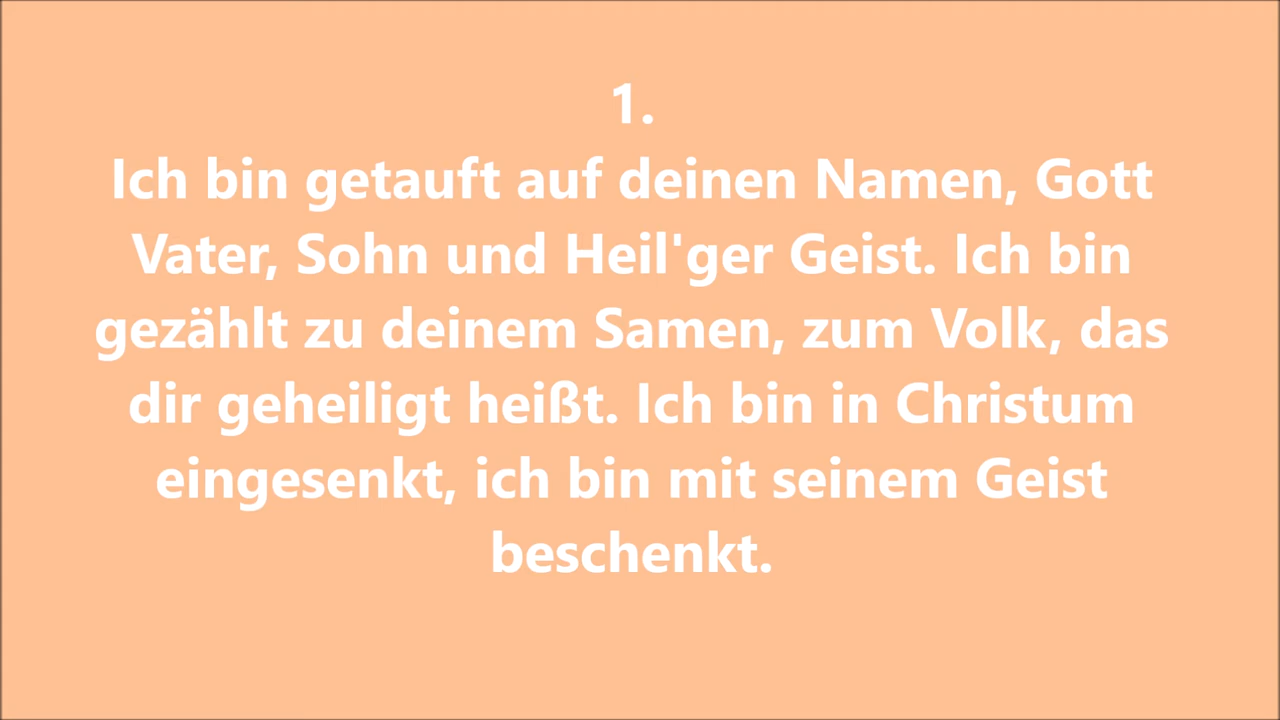 1.
Ich bin getauft auf deinen Namen, Gott
Vater, Sohn und Heil'ger Geist. Ich bin
gezählt zu deinem Samen, zum Volk, das
dir geheiligt heißt. Ich bin in Christum
eingesenkt, ich bin mit seinem Geist
beschenkt.